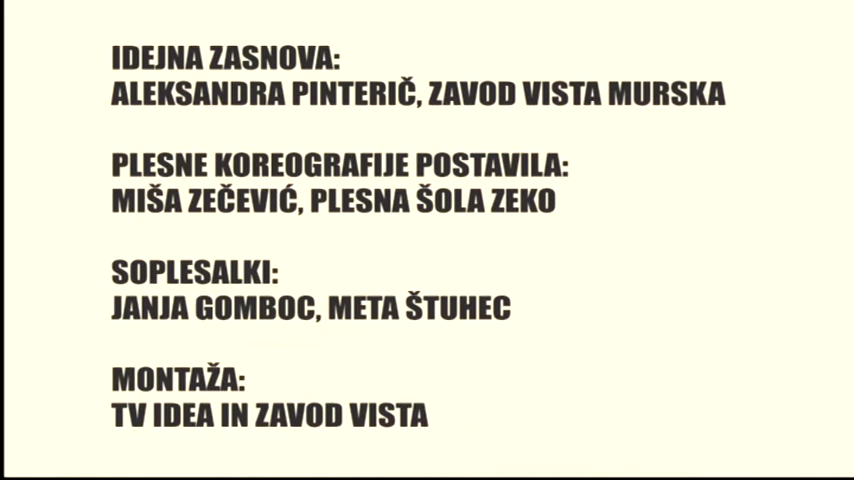 IDEJNA ZASNOVA:
ALEKSANDRA PINTERIČ, ZAVOD VISTA MURSKA
PLESNE KOREOGRAFIJE POSTAVILA:
MIŠA ZEČEVIĆ, PLESNA ŠOLA ZEKO
SOPLESALKI:
JANJA GOMBOC, META ŠTUHEC
MONTAŽA:
TV IDEA IN ZAVOD VISTA